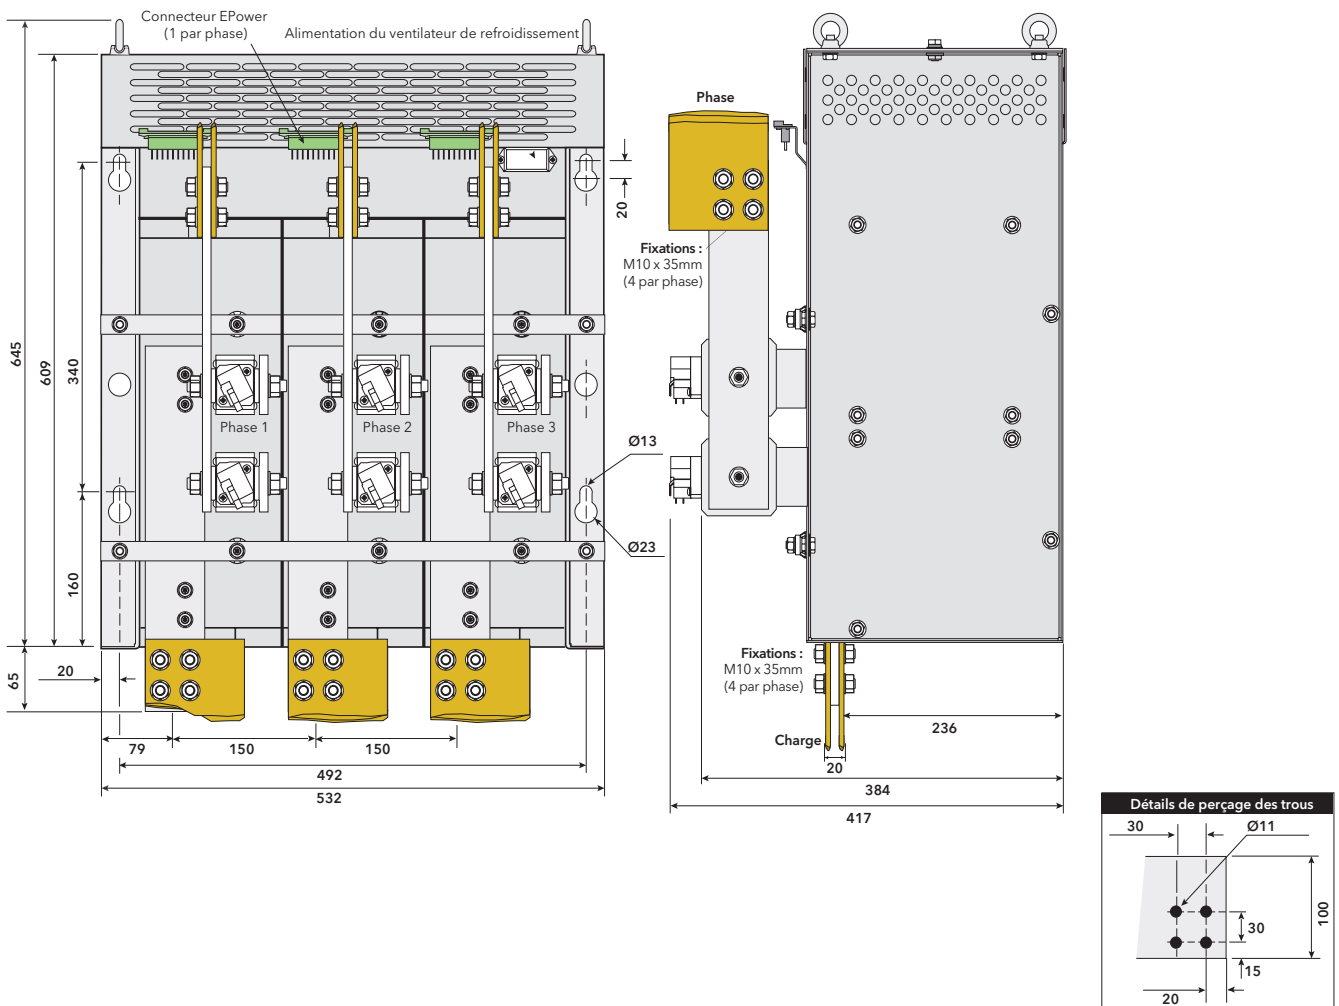 Connecteur EPower
(1 par phase)
Alimentation du ventilateur de refroidissement
645
609
340
160
65
20
20
Phase 1
Phase 2
Phase 3
Ø13
Ø23
79
150
150
492
532
Phase
Fixations :
M10 x 35mm
(4 par phase)
Fixations :
M10 x 35mm
(4 par phase)
Charge
236
20
384
417
Détails de perçage des trous
30
Ø11
100
30
15
20